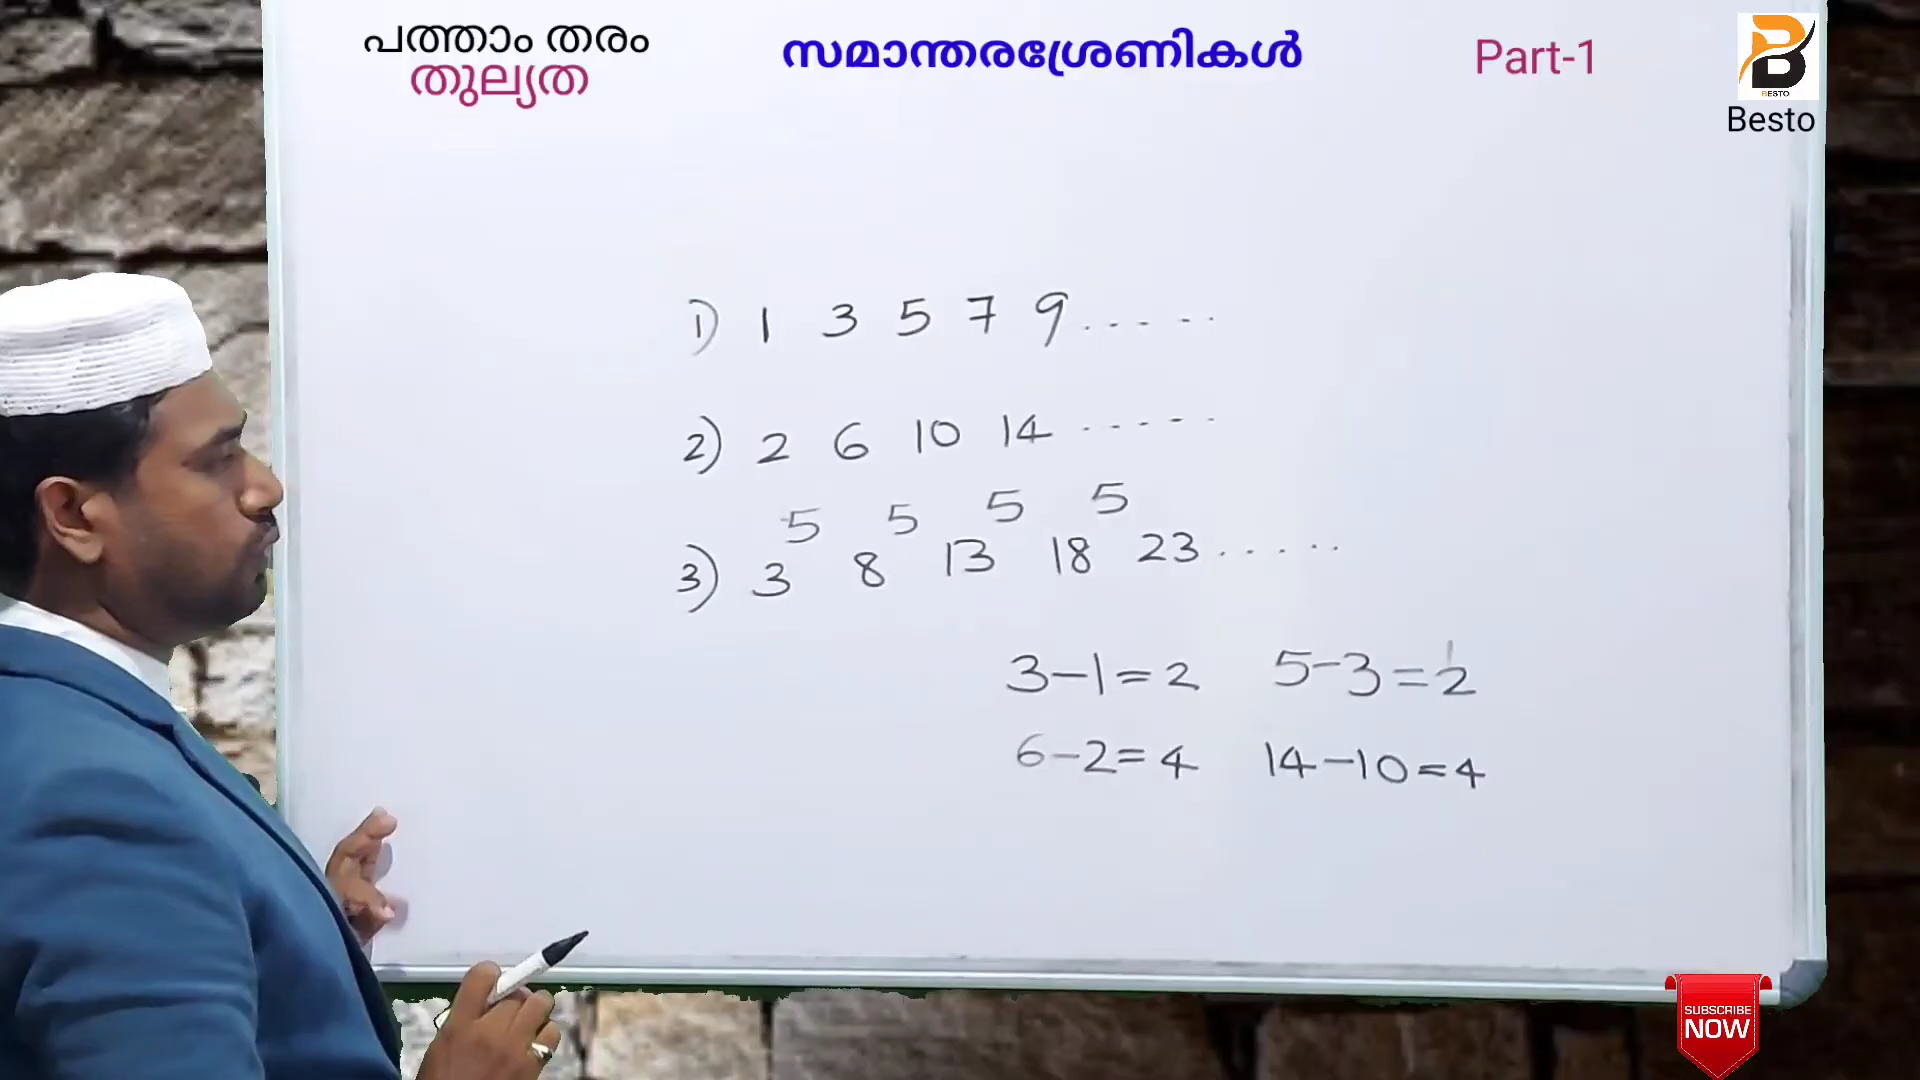 പത്താം തരം
തുല്യത
സമാന്തരശ്രേണികൾ
Part-1
BESTO
Besto
1) 1 3 5 7 9.....
2) 2 6 10 14 .....
5 5 5 5
3) 3 8 13 18 23.....
3-1=2 5-3=2
6-2=4 14-10=4
SUBSCRIBE
NOW